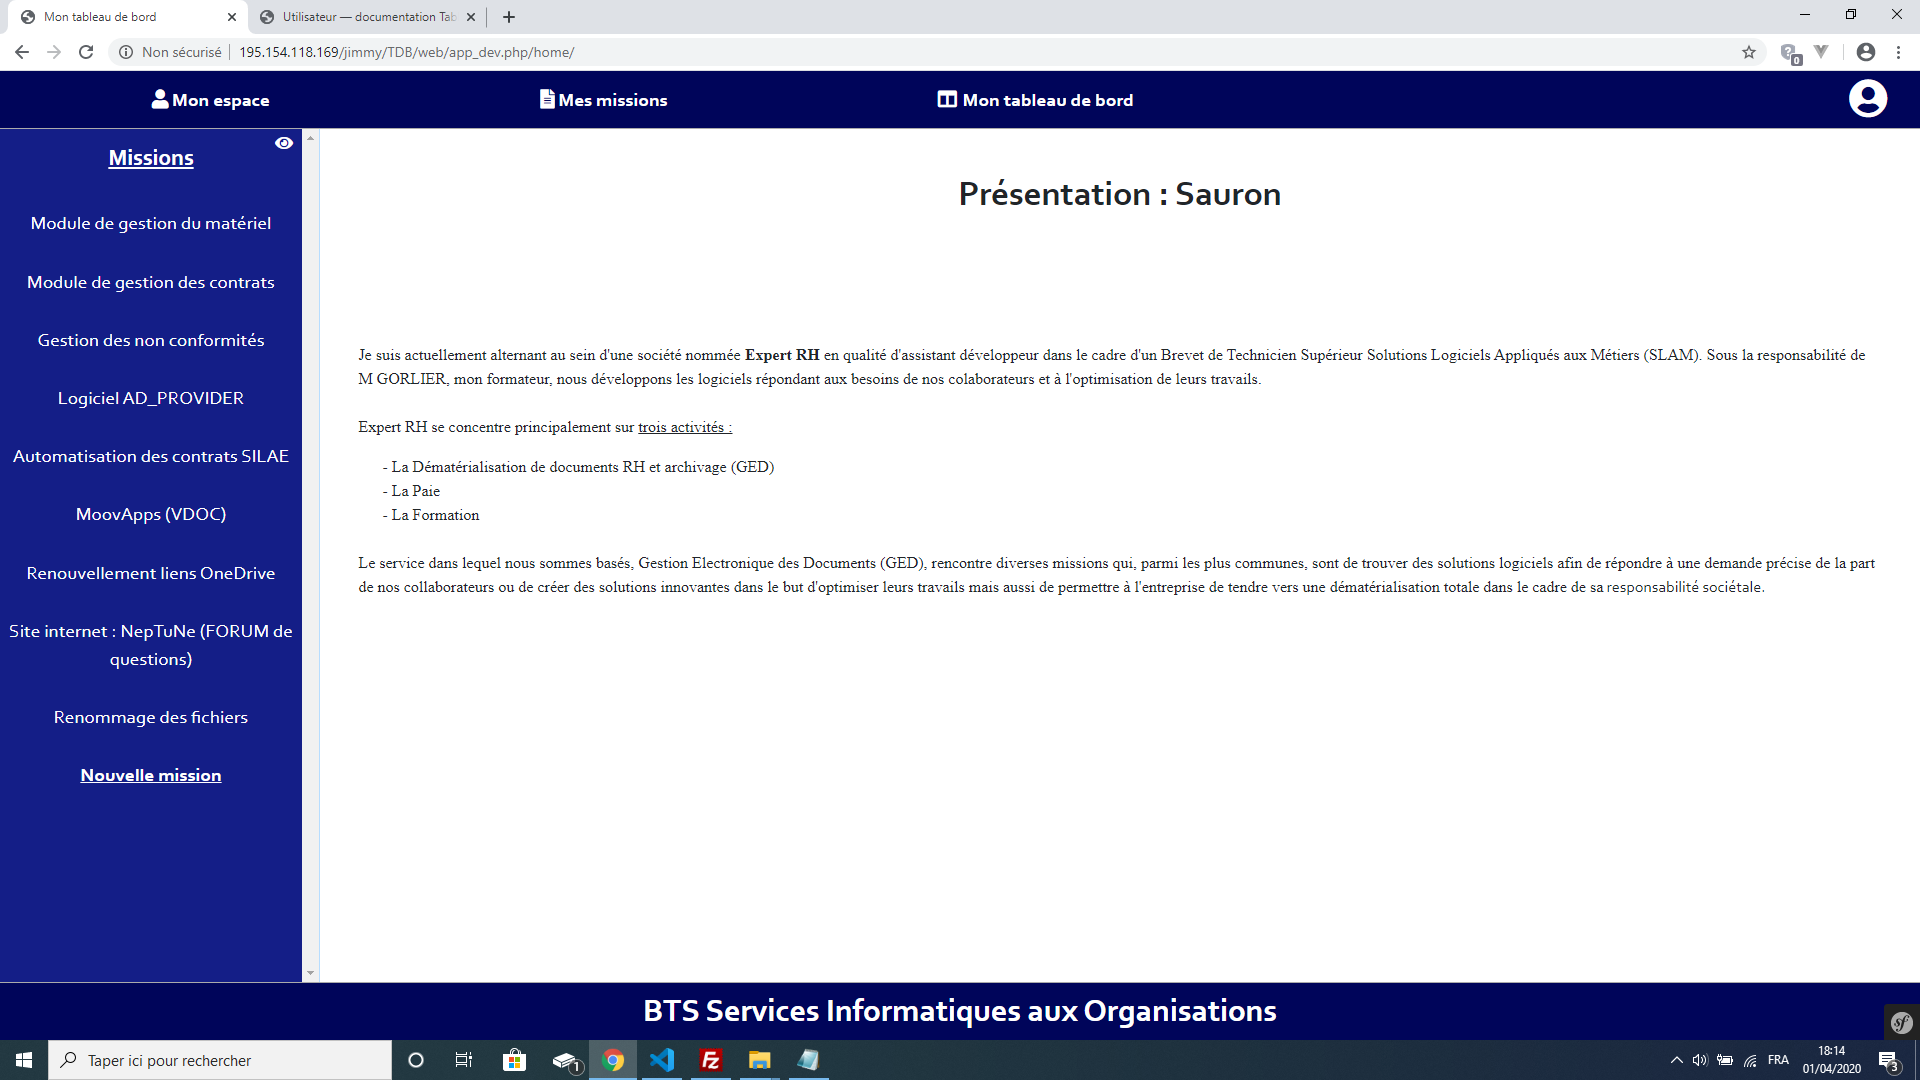 Mon tableau de bord
Utilisateur — documentation Tab
Non sécurisé
195.154.118.169/jimmy/TDB/web/app_dev.php/home/
0
Mon espace
Mes missions
Mon tableau de bord
Missions
Module de gestion du matériel
Module de gestion des contrats
Gestion des non conformités
Logiciel AD_PROVIDER
Automatisation des contrats SILAE
MoovApps (VDOC)
Renouvellement liens OneDrive
Site internet : NepTuNe (FORUM de
questions)
Renommage des fichiers
Nouvelle mission
Présentation : Sauron
Je suis actuellement alternant au sein d'une société nommée Expert RH en qualité d'assistant développeur dans le cadre d'un Brevet de Technicien Supérieur Solutions Logiciels Appliqués aux Métiers (SLAM). Sous la responsabilité de
M GORLIER, mon formateur, nous développons les logiciels répondant aux besoins de nos colaborateurs et à l'optimisation de leurs travails.
Expert RH se concentre principalement sur trois activités :
- La Dématérialisation de documents RH et archivage (GED)
- La Paie
- La Formation
Le service dans lequel nous sommes basés, Gestion Electronique des Documents (GED), rencontre diverses missions qui, parmi les plus communes, sont de trouver des solutions logiciels afin de répondre à une demande précise de la part
de nos collaborateurs ou de créer des solutions innovantes dans le but d'optimiser leurs travails mais aussi de permettre à l'entreprise de tendre vers une dématérialisation totale dans le cadre de sa responsabilité sociétale.
BTS Services Informatiques aux Organisations
sf
Taper ici pour rechercher
1
Fz
FRA
18:14
01/04/2020
3